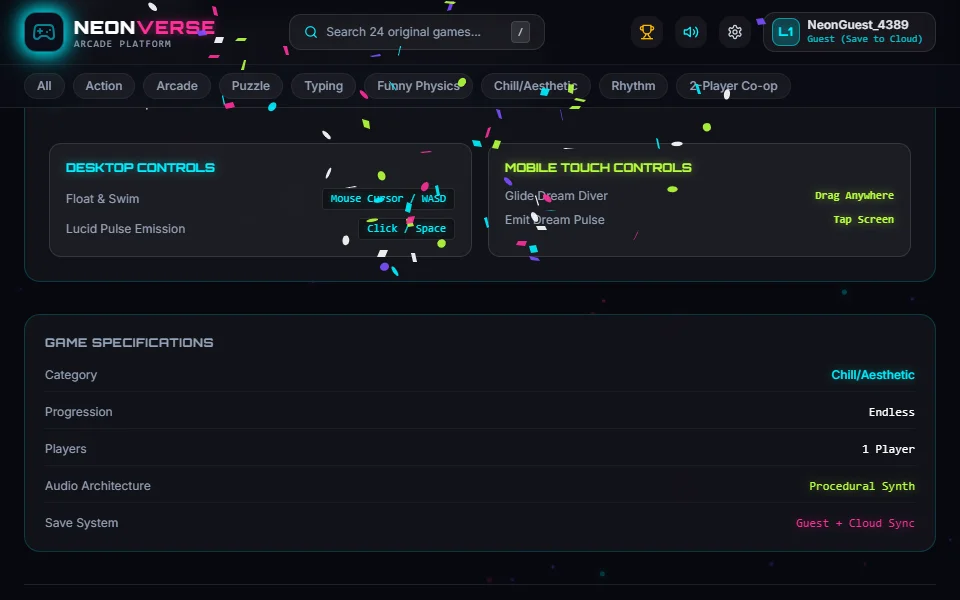 NEONVERSE
ARCADE PLATFORM
Search 24 original games...
/
L1
NeonGuest_4389
Guest (Save to Cloud)
All
Action
Arcade
Puzzle
Typing
Funny Physics
Chill/Aesthetic
Rhythm
2-Player Co-op
DESKTOP CONTROLS
Float & Swim
Mouse Cursor / WASD
Lucid Pulse Emission
Click / Space
MOBILE TOUCH CONTROLS
Glide Dream Diver
Drag Anywhere
Emit Dream Pulse
Tap Screen
GAME SPECIFICATIONS
Category
Chill/Aesthetic
Progression
Endless
Players
1 Player
Audio Architecture
Procedural Synth
Save System
Guest + Cloud Sync